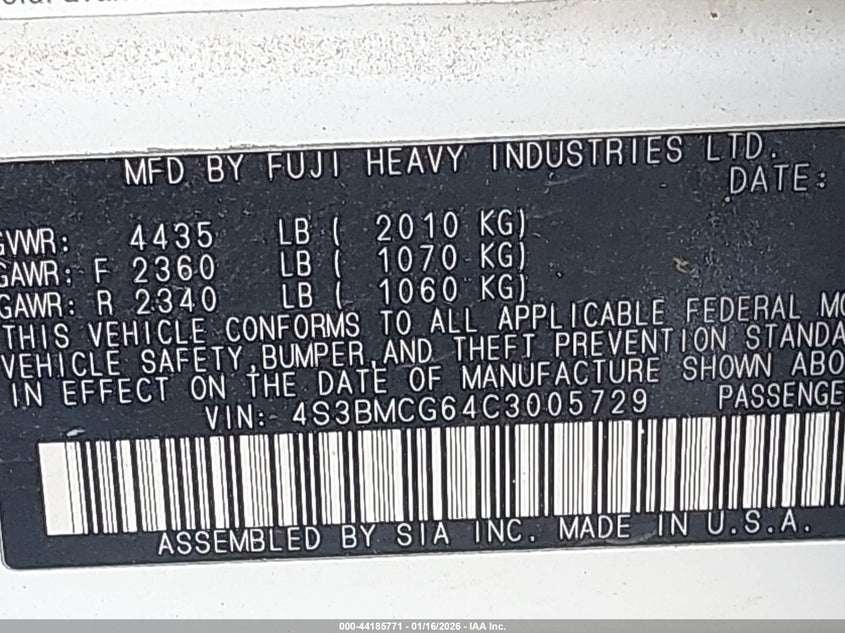 MFD BY FUJI HEAVY INDUSTRIES LTD.
DATE:
GVWR: 4435 LB ( 2010 KG)
GAWR: F 2360 LB ( 1070 KG)
GAWR: R 2340 LB ( 1060 KG)
THIS VEHICLE CONFORMS TO ALL APPLICABLE FEDERAL MO
VEHICLE SAFETY,BUMPER,AND THEFT PREVENTION STANDA
IN EFFECT ON THE DATE OF MANUFACTURE SHOWN ABO
VIN: 4S3BMCG64C3005729 PASSENGE
ASSEMBLED BY SIA INC. MADE IN U.S.A.
000-44185771 - 01/16/2026 - IAA Inc.